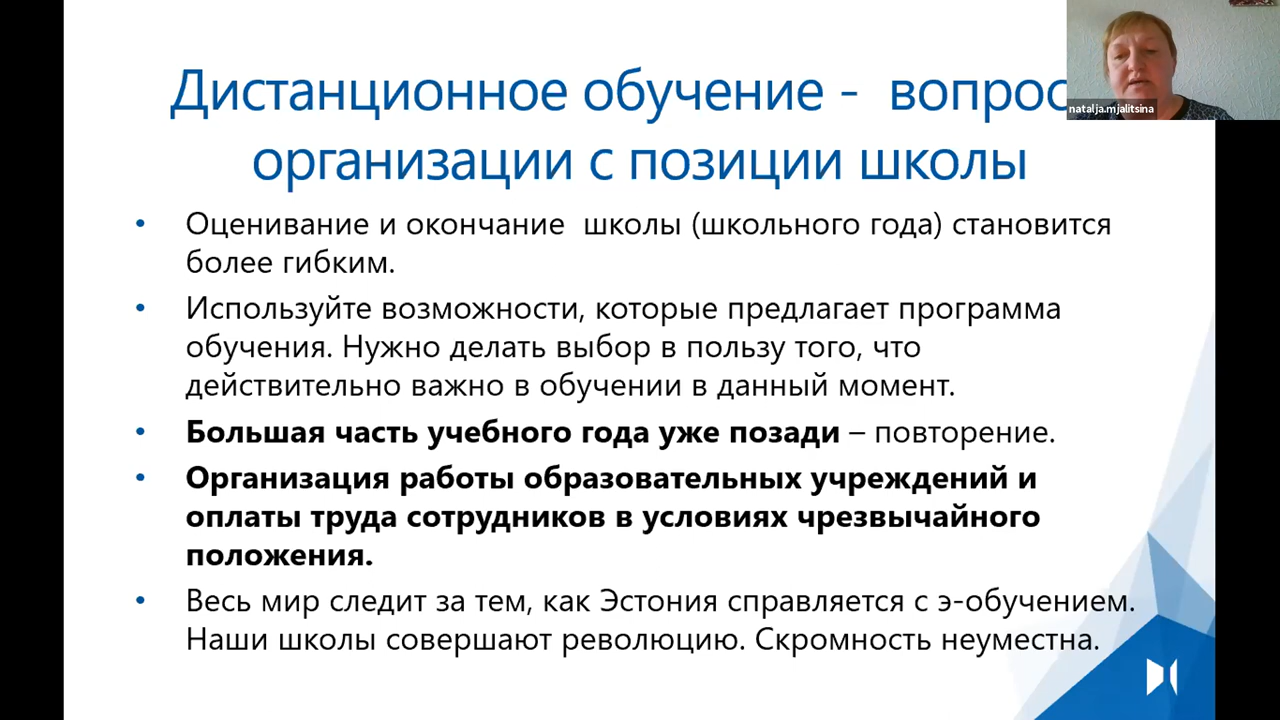 Дистанционное обучение - вопрос
организации с позиции школы
natalja.mjalitsina
• Оценивание и окончание школы (школьного года) становится
более гибким.
• Используйте возможности, которые предлагает программа
обучения. Нужно делать выбор в пользу того, что
действительно важно в обучении в данный момент.
• Большая часть учебного года уже позади – повторение.
• Организация работы образовательных учреждений и
оплаты труда сотрудников в условиях чрезвычайного
положения.
• Весь мир следит за тем, как Эстония справляется с э-обучением.
Наши школы совершают революцию. Скромность неуместна.